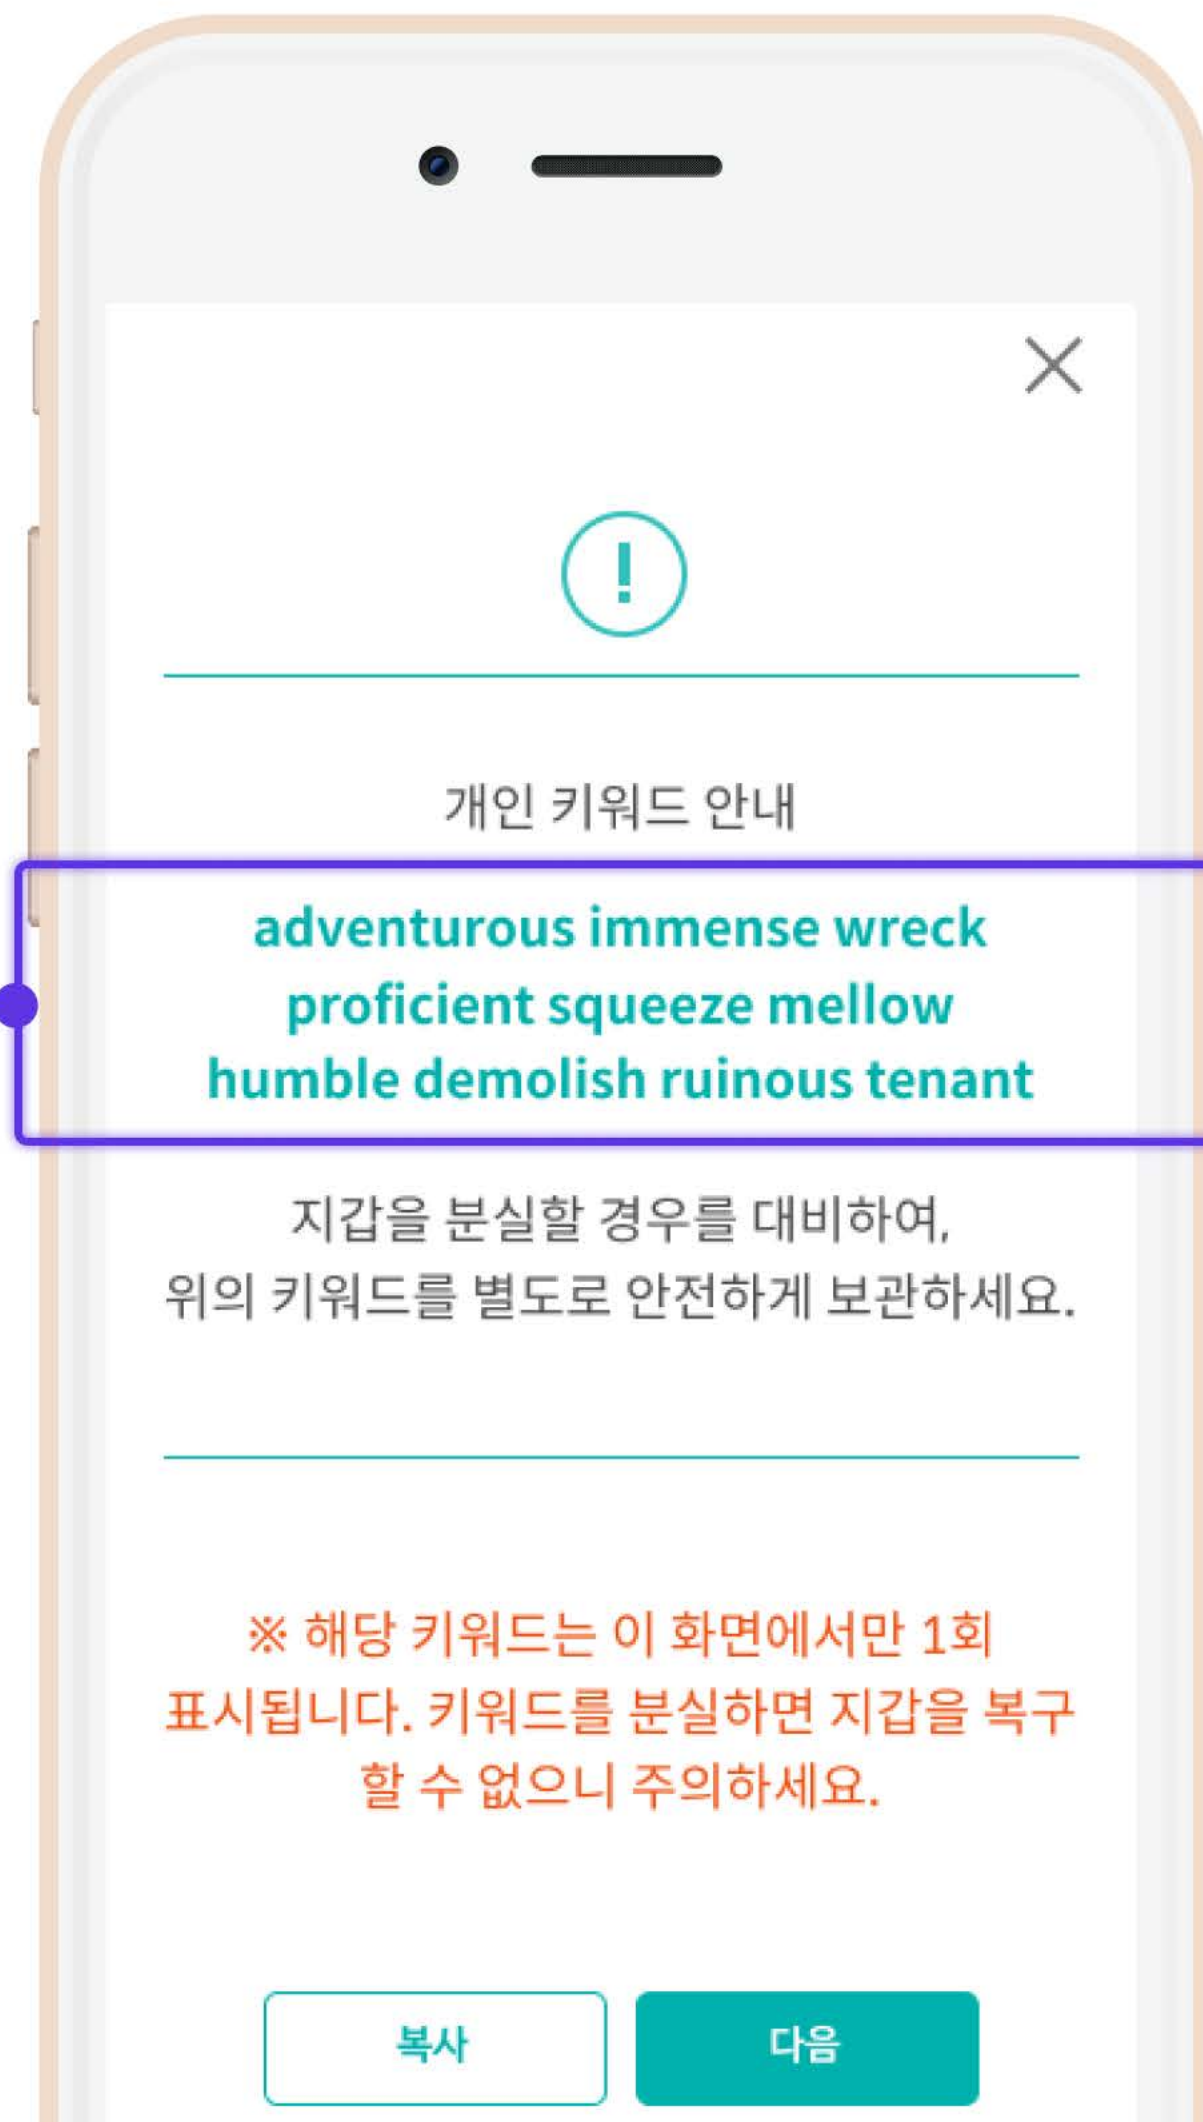 개인 키워드 안내
adventurous immense wreck
proficient squeeze mellow
humble demolish ruinous tenant
지갑을 분실할 경우를 대비하여,
위의 키워드를 별도로 안전하게 보관하세요.
※ 해당 키워드는 이 화면에서만 1회
표시됩니다. 키워드를 분실하면 지갑을 복구
할 수 없으니 주의하세요.
복사
다음